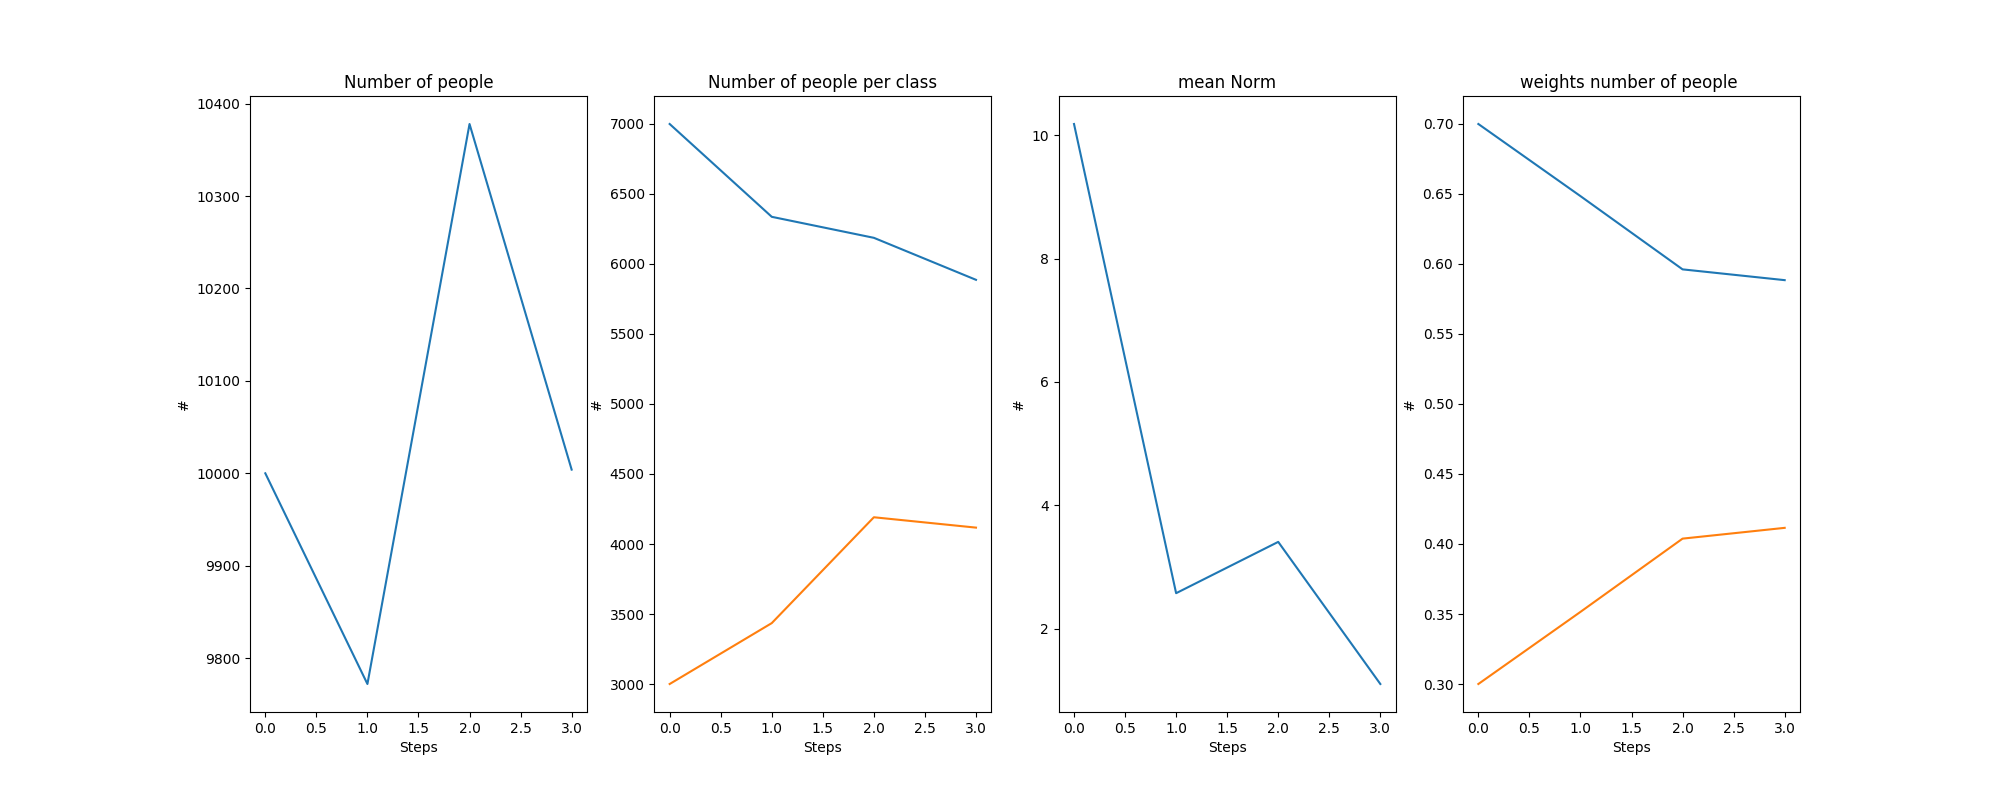 Number of people
10400
10300
10200
10100
10000
9900
9800
#
0.0 0.5 1.0 1.5 2.0 2.5 3.0
Steps
Number of people per class
7000
6500
6000
5500
5000
4500
4000
3500
3000
#
0.0 0.5 1.0 1.5 2.0 2.5 3.0
Steps
mean Norm
10
8
6
4
2
#
0.0 0.5 1.0 1.5 2.0 2.5 3.0
Steps
weights number of people
0.70
0.65
0.60
0.55
0.50
0.45
0.40
0.35
0.30
#
0.0 0.5 1.0 1.5 2.0 2.5 3.0
Steps